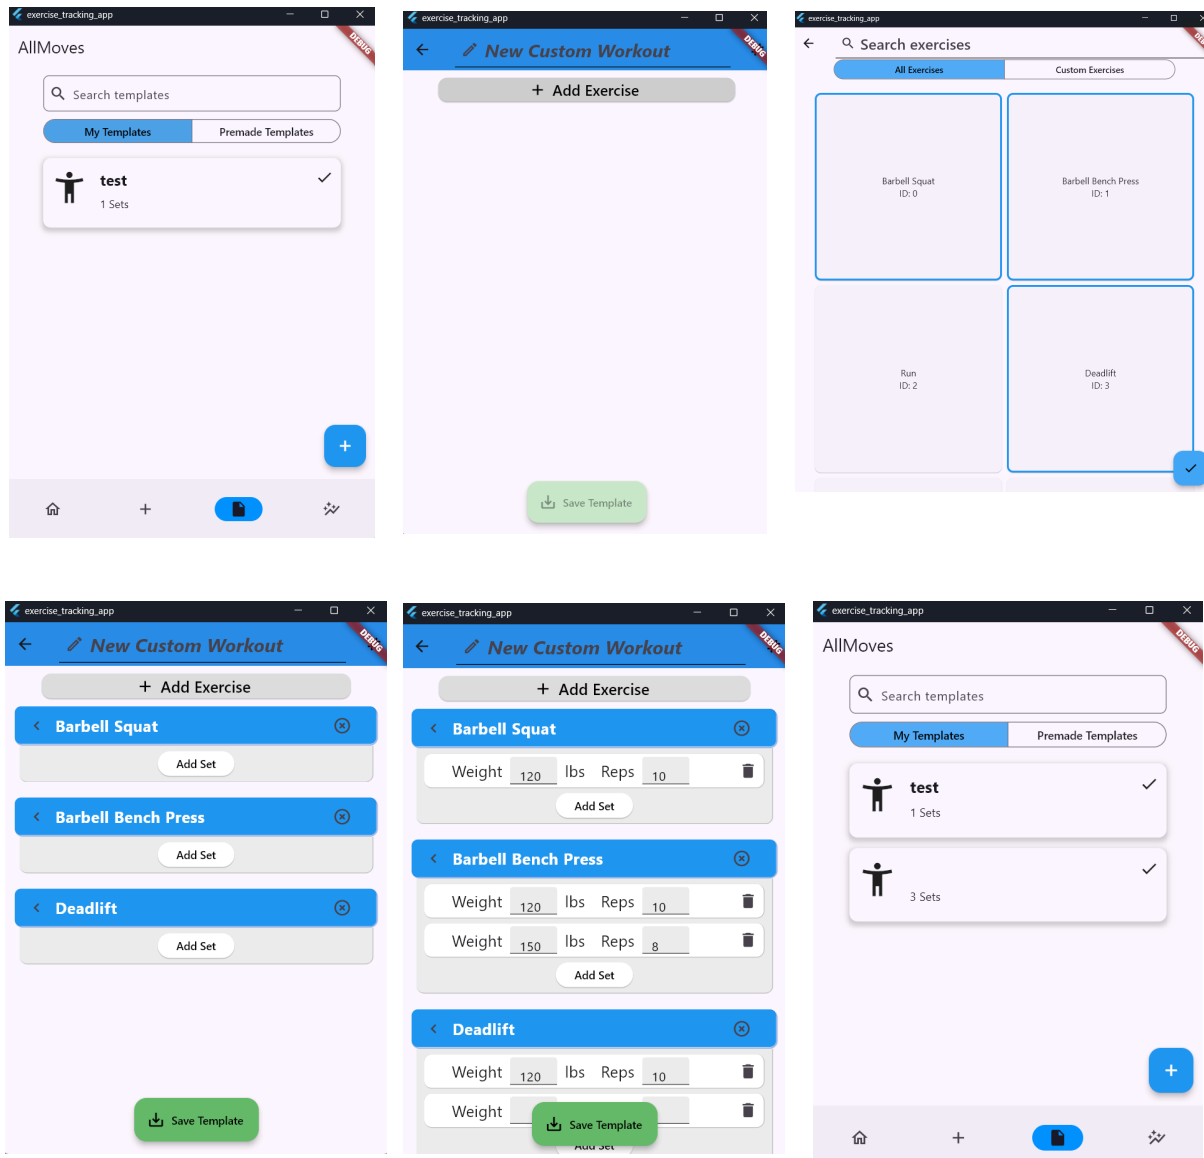 exercise_tracking_app
DEBUG
AllMoves
Search templates
My Templates Premade Templates
test
1 Sets
exercise_tracking_app
DEBUG
New Custom Workout
+ Add Exercise
Save Template
exercise_tracking_app
Search exercises
All Exercises Custom Exercises
Barbell Squat
ID: 0
Barbell Bench Press
ID: 1
Run
ID: 2
Deadlift
ID: 3
exercise_tracking_app
DEBUG
New Custom Workout
+ Add Exercise
Barbell Squat
Add Set
Barbell Bench Press
Add Set
Deadlift
Add Set
Save Template
exercise_tracking_app
DEBUG
New Custom Workout
+ Add Exercise
Barbell Squat
Weight 120 lbs Reps 10
Add Set
Barbell Bench Press
Weight 120 lbs Reps 10
Weight 150 lbs Reps 8
Add Set
Deadlift
Weight 120 lbs Reps 10
Weight
Save Template
Add Set
exercise_tracking_app
DEBUG
AllMoves
Search templates
My Templates Premade Templates
test
1 Sets
3 Sets